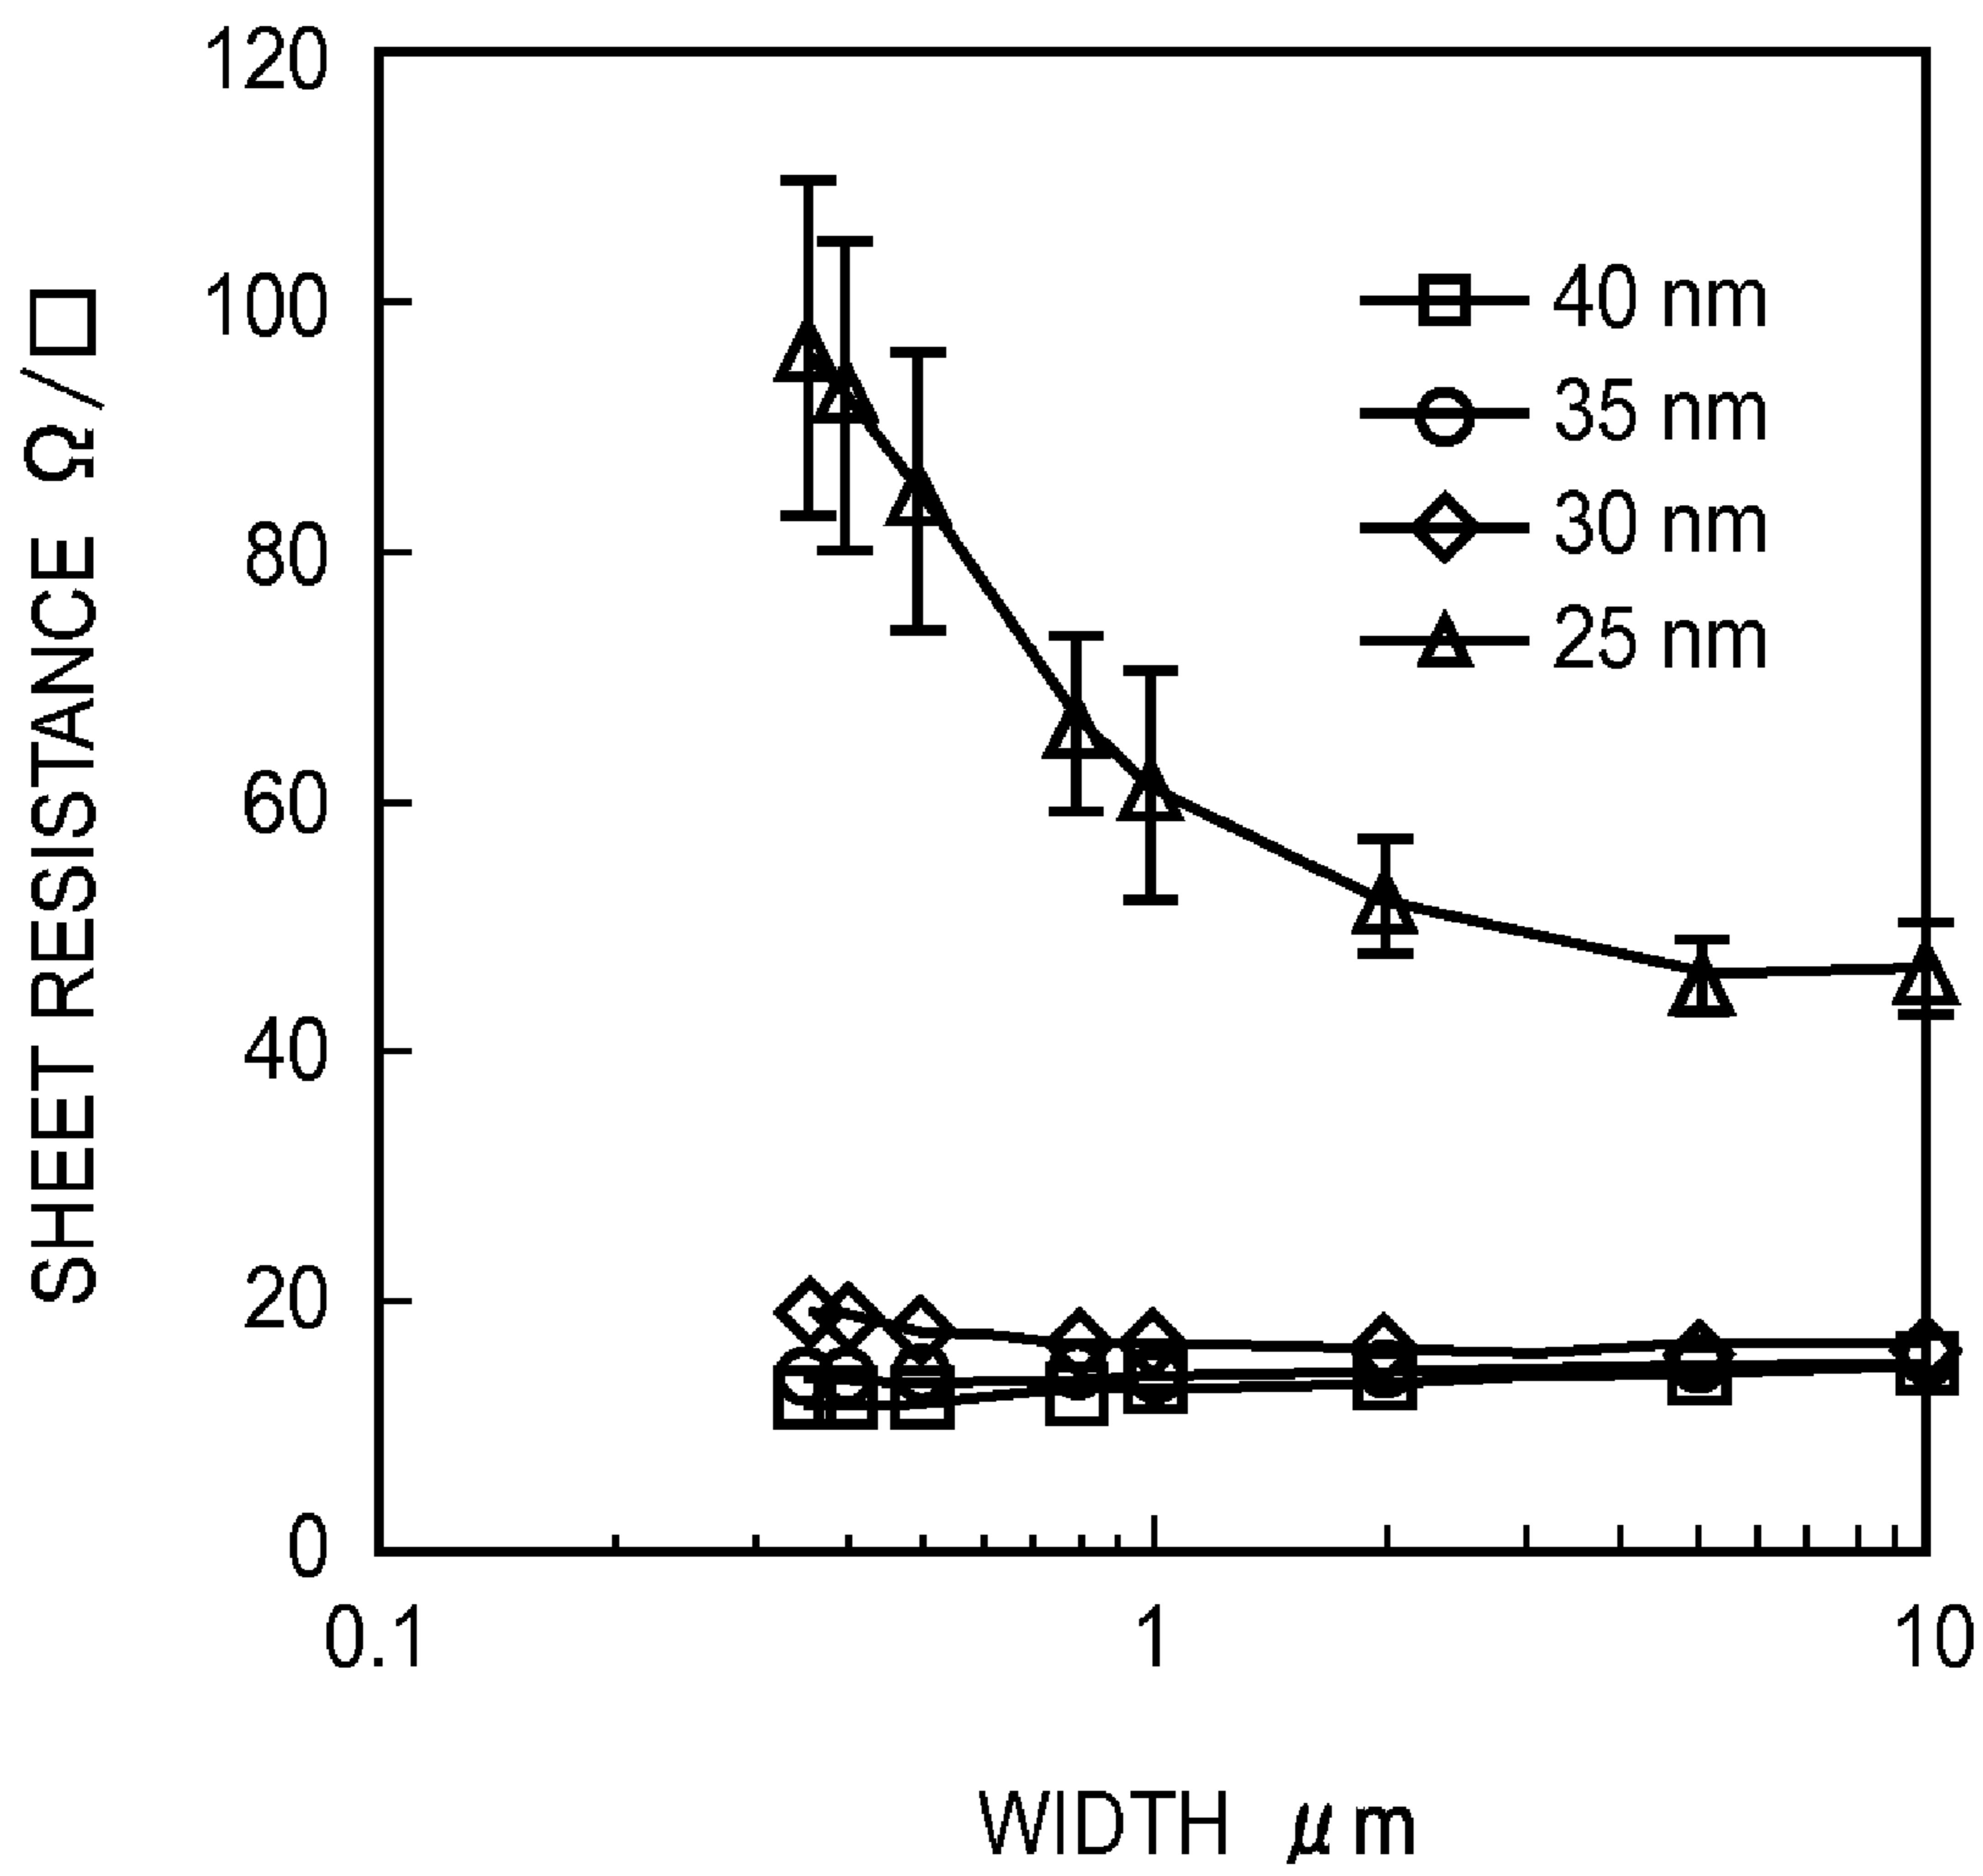 120
100
80
60
40
20
0
SHEET RESISTANCE Ω/□
40 nm
35 nm
30 nm
25 nm
0.1
1
10
WIDTH μm